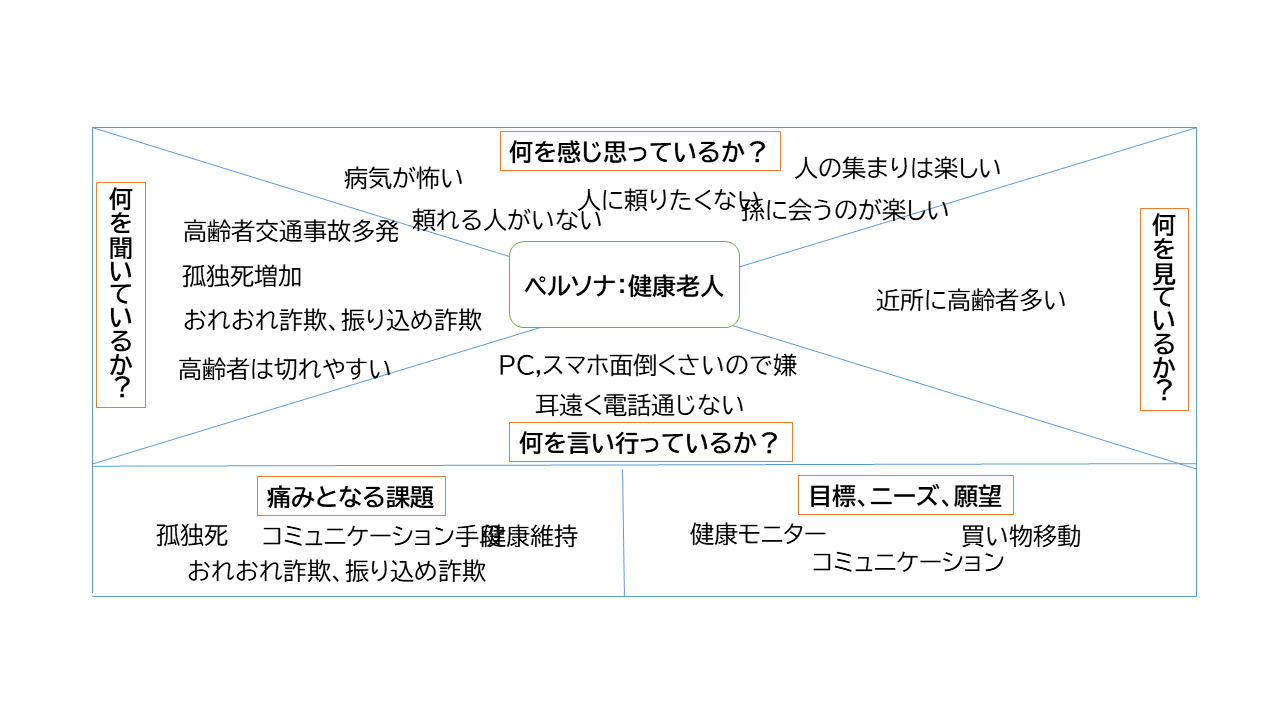 何を感じ思っているか？
病気が怖い
人の集まりは楽しい
人に頼りたくない
孫に会うのが楽しい
頼れる人がいない
何を聞いているか？
高齢者交通事故多発
孤独死増加
おれおれ詐欺、振り込め詐欺
高齢者は切れやすい
ペルソナ：健康老人
何を見ているか？
近所に高齢者多い
PC,スマホ面倒くさいので嫌
耳遠く電話通じない
何を言い行っているか？
痛みとなる課題
孤独死
コミュニケーション手段
健康維持
おれおれ詐欺、振り込め詐欺
目標、ニーズ、願望
健康モニター
買い物移動
コミュニケーション